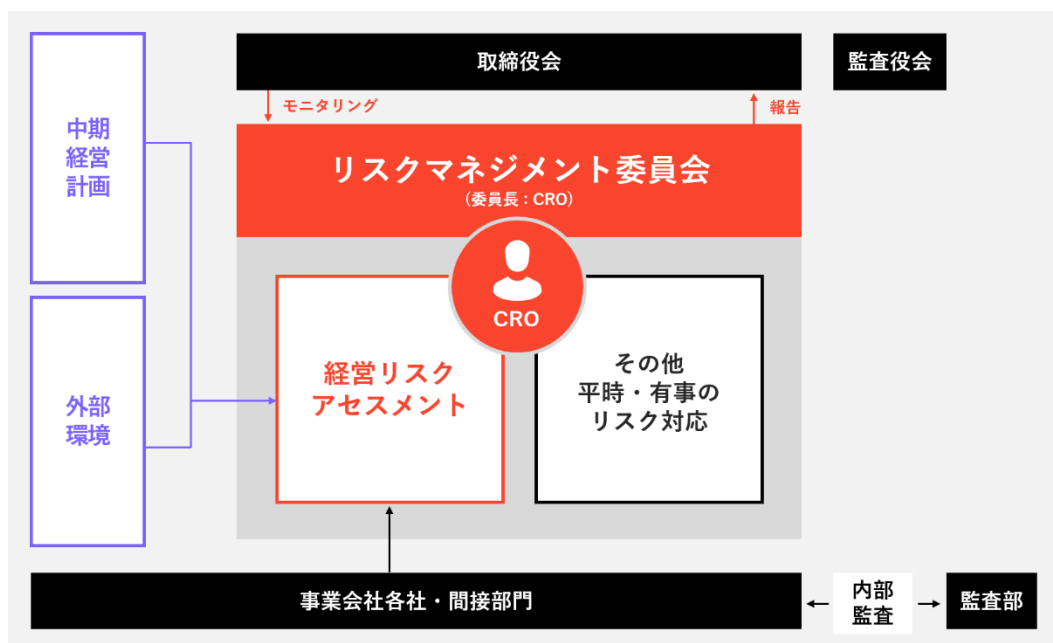 取締役会
監査役会
モニタリング
報告
中期
経営
計画
リスクマネジメント委員会
(委員長：CRO)
CRO
経営リスク
アセスメント
その他
平時・有事の
リスク対応
外部
環境
事業会社各社・間接部門
内部
監査
監査部